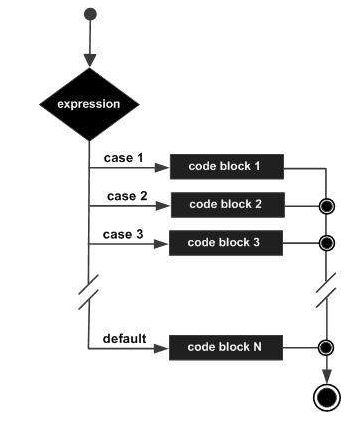 expression
case 1
code block 1
case 2
code block 2
case 3
code block 3
default
code block N